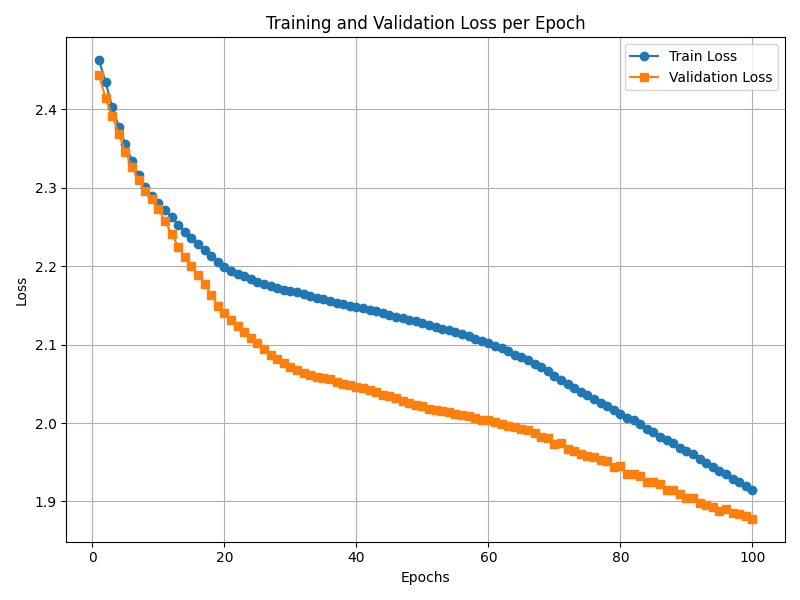 Training and Validation Loss per Epoch
Train Loss
Validation Loss
2.4
2.3
2.2
2.1
2.0
1.9
Loss
0 20 40 60 80 100
Epochs